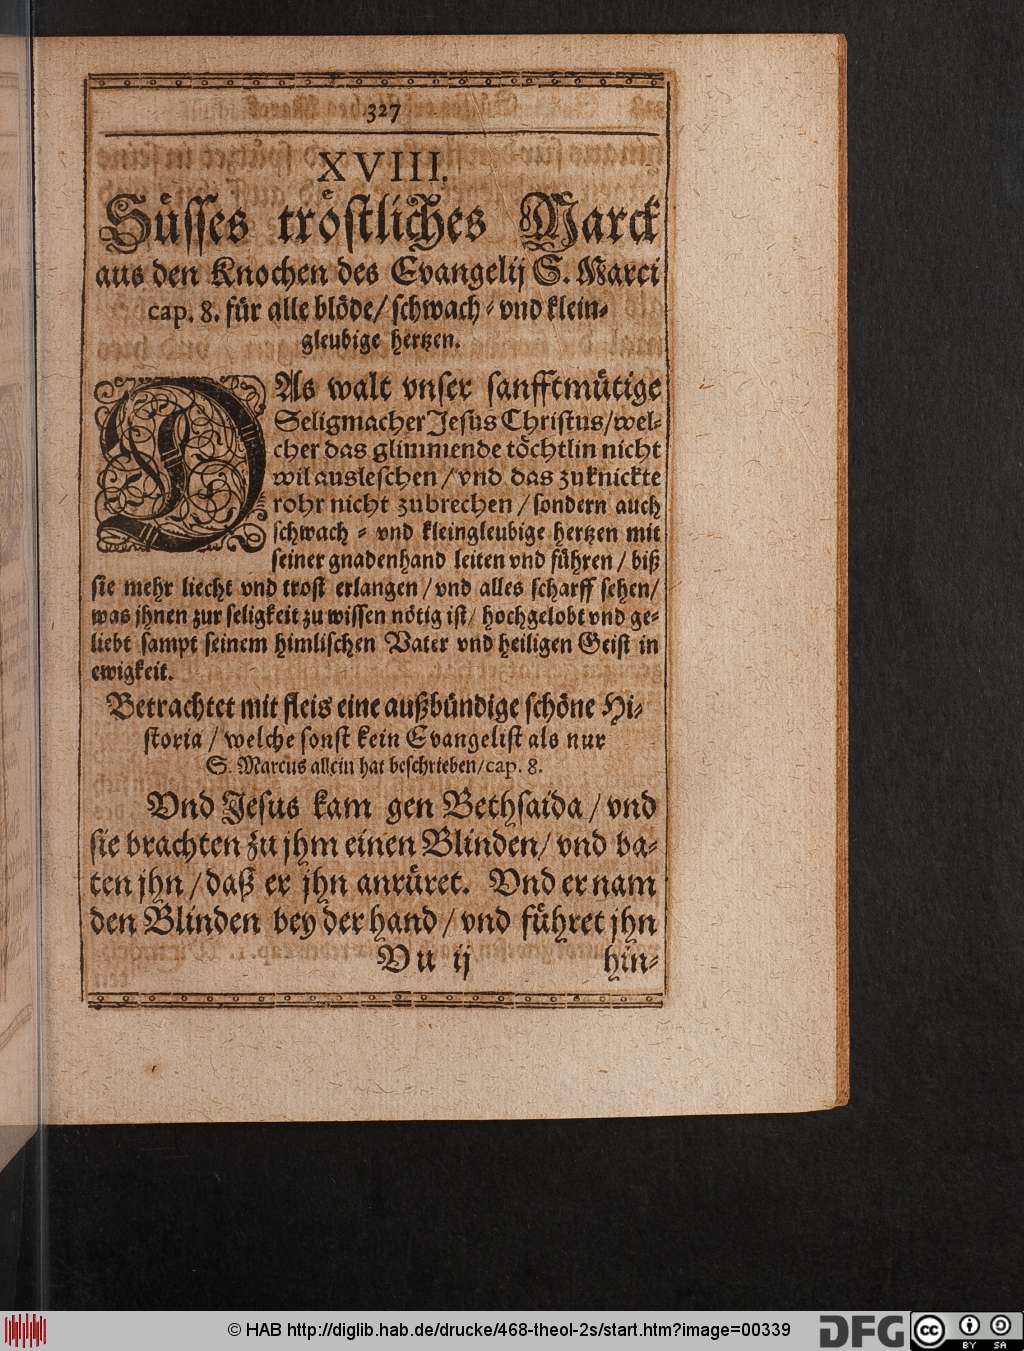 327
XVIII.
Süsses tröstliches Marck
aus den Knochen des Evangelij S. Marci
cap. 8. für alle blöde/ schwach- vnd klein-
gleubige hertzen.
DAs walt vnser sanfftmütige
Seligmacher Jesus Christus/wel-
cher das glimmende töchtlin nicht
wil ausleschen/vnd das zuknickte
rohr nicht zubrechen/sondern auch
schwach- vnd kleingleubige hertzen mit
seiner gnadenhand leiten vnd führen/ biß
sie mehr liecht vnd trost erlangen/vnd alles scharff sehen/
was jhnen zur seligkeit zu wissen nötig ist/ hochgelobt vnd ge-
liebt sampt seinem himlischen Vater vnd heiligen Geist in
ewigkeit.
Betrachtet mit fleis eine außbündige schöne Hi-
storia/welche sonst kein Evangelist als nur
S. Marcus allein hat beschrieben/cap. 8.
Vnd Jesus kam gen Bethsaida/vnd
sie brachten zu jhm einen Blinden/ vnd ba-
ten jhn/daß er jhn anrüret. Vnd er nam
den Blinden bey der hand/vnd führet jhn
Vu ij hin-
© HAB http://diglib.hab.de/drucke/468-theol-2s/start.htm?image=00339
DFG
cc BY SA